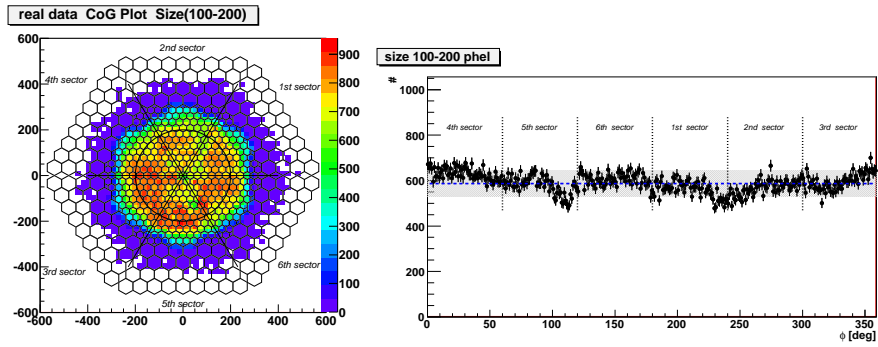 real data CoG Plot Size(100-200)
600
400
200
0
-200
-400
-600
-600 -400 -200 0 200 400 600
2nd sector
4th sector
1st sector
3rd sector
6th sector
5th sector
900
800
700
600
500
400
300
200
100
0
size 100-200 phel
#
1000
800
600
400
200
0
4th sector 5th sector 6th sector 1st sector 2nd sector 3rd sector
0 50 100 150 200 250 300 350
ϕ [deg]